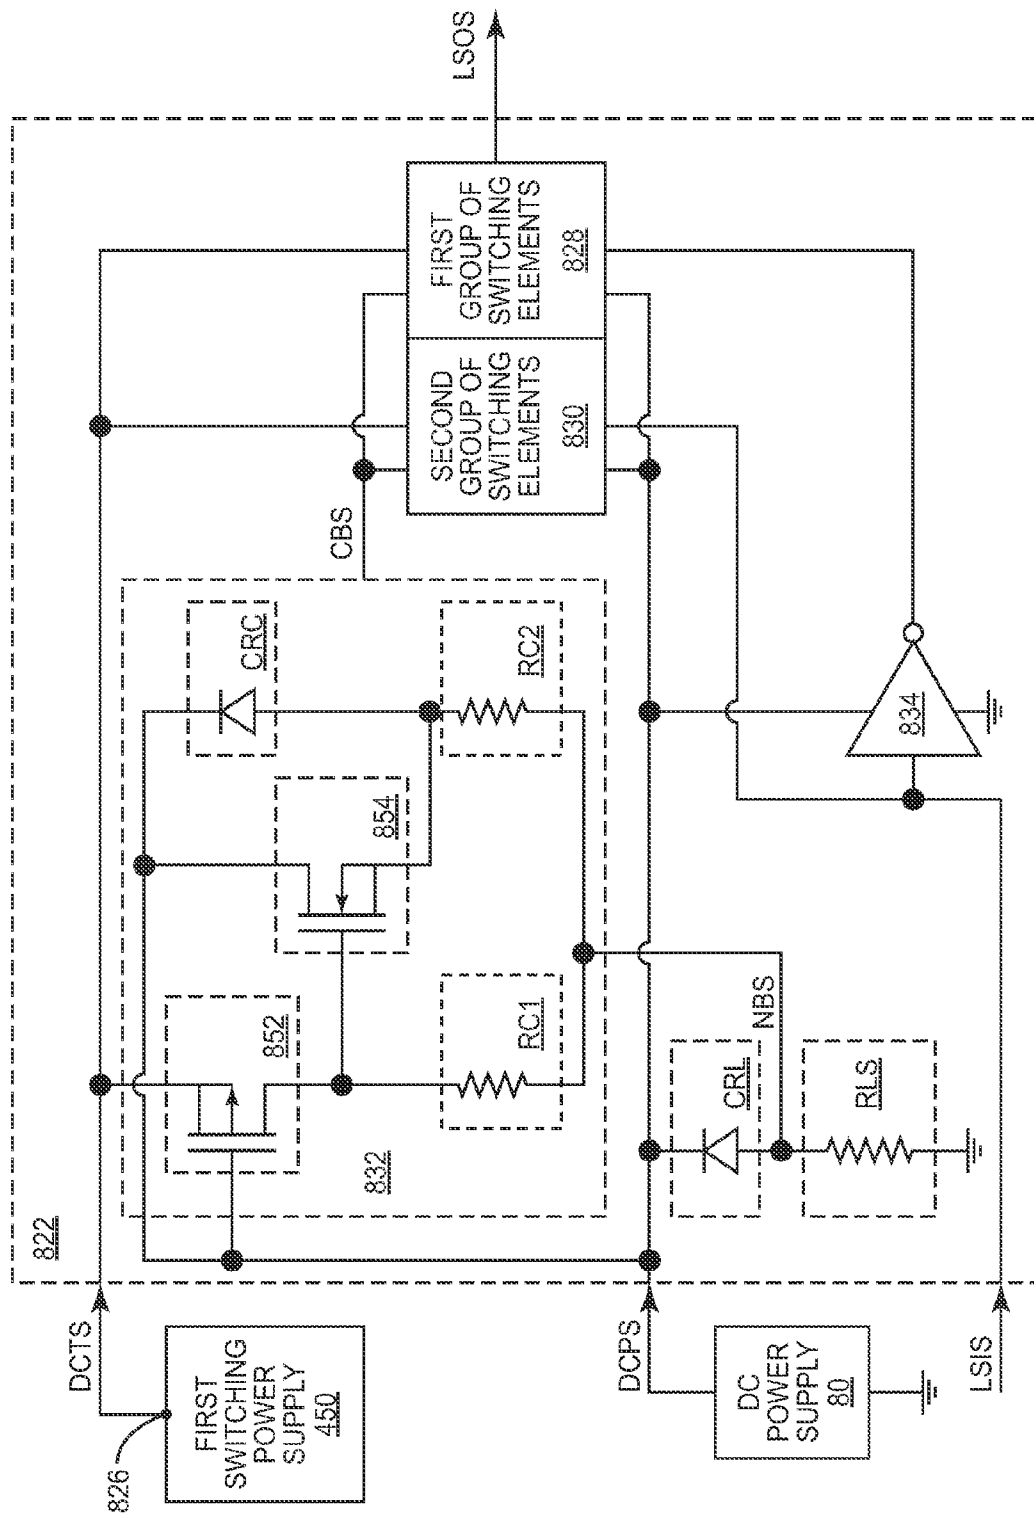 822
DCTS
826
FIRST
SWITCHING
POWER
SUPPLY
450
852
854
CRC
832
RC1
RC2
CBS
SECOND
GROUP OF
SWITCHING
ELEMENTS
830
FIRST
GROUP OF
SWITCHING
ELEMENTS
828
LSOS
DCPS
DC
POWER
SUPPLY
80
CRL
NBS
RLS
834
LSIS